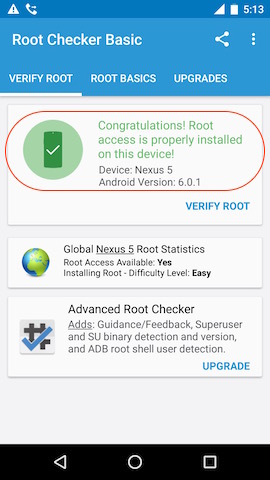 5:13
Root Checker Basic
VERIFY ROOT
ROOT BASICS
UPGRADES
Congratulations! Root
access is properly installed
on this device!
Device: Nexus 5
Android Version: 6.0.1
VERIFY ROOT
Global Nexus 5 Root Statistics
Root Access Available: Yes
Installing Root - Difficulty Level: Easy
Advanced Root Checker
Adds: Guidance/Feedback, Superuser
and SU binary detection and version,
and ADB root shell user detection.
UPGRADE